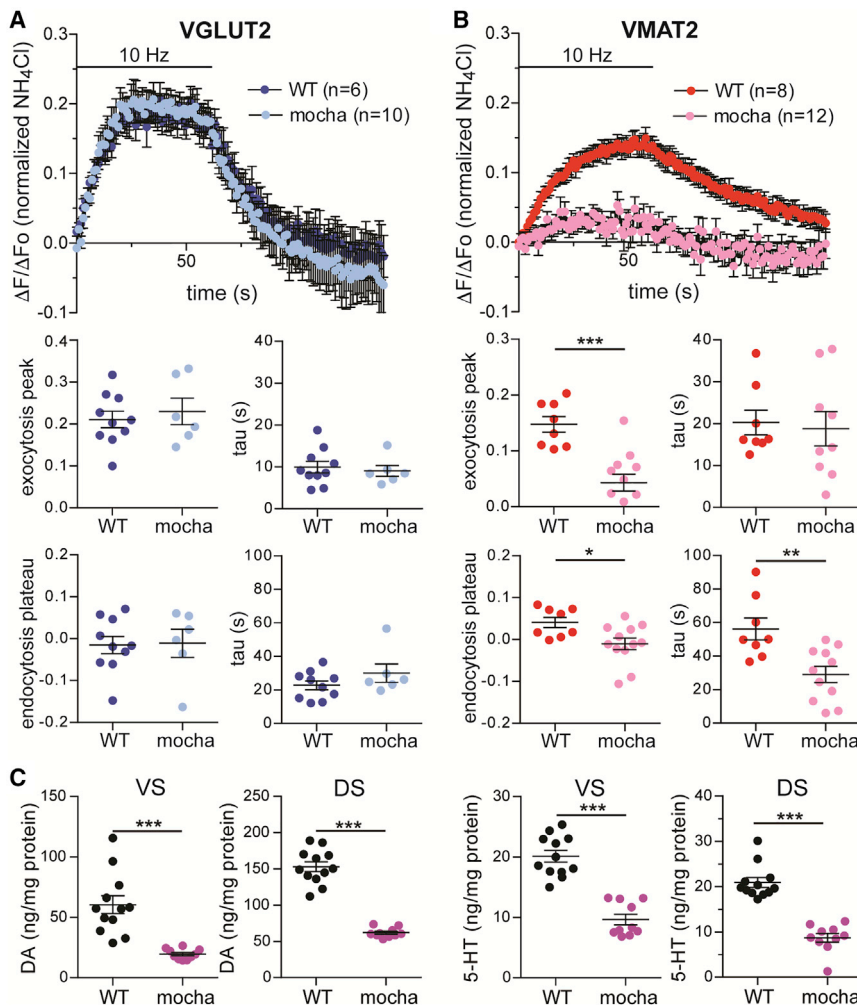 A
VGLUT2
0.3
10 Hz
WT (n=6)
mocha (n=10)
0.2
0.1
0.0
-0.1
50
time (s)
ΔF/ΔFo (normalized NH4Cl)
B
VMAT2
0.3
10 Hz
WT (n=8)
mocha (n=12)
0.2
0.1
0.0
-0.1
50
time (s)
ΔF/ΔFo (normalized NH4Cl)
exocytosis peak
0.4
0.3
0.2
0.1
0.0
WT mocha
tau (s)
40
30
20
10
0
WT mocha
exocytosis peak
0.3
0.2
0.1
0.0
***
WT mocha
tau (s)
40
30
20
10
0
WT mocha
endocytosis plateau
0.2
0.1
0.0
-0.1
-0.2
WT mocha
tau (s)
100
80
60
40
20
0
WT mocha
endocytosis plateau
0.2
0.1
0.0
-0.1
-0.2
*
WT mocha
tau (s)
100
80
60
40
20
0
**
WT mocha
C
VS
DA (ng/mg protein)
150
100
50
0
***
WT mocha
DS
DA (ng/mg protein)
250
200
150
100
50
0
***
WT mocha
VS
5-HT (ng/mg protein)
30
20
10
0
***
WT mocha
DS
5-HT (ng/mg protein)
40
30
20
10
0
***
WT mocha